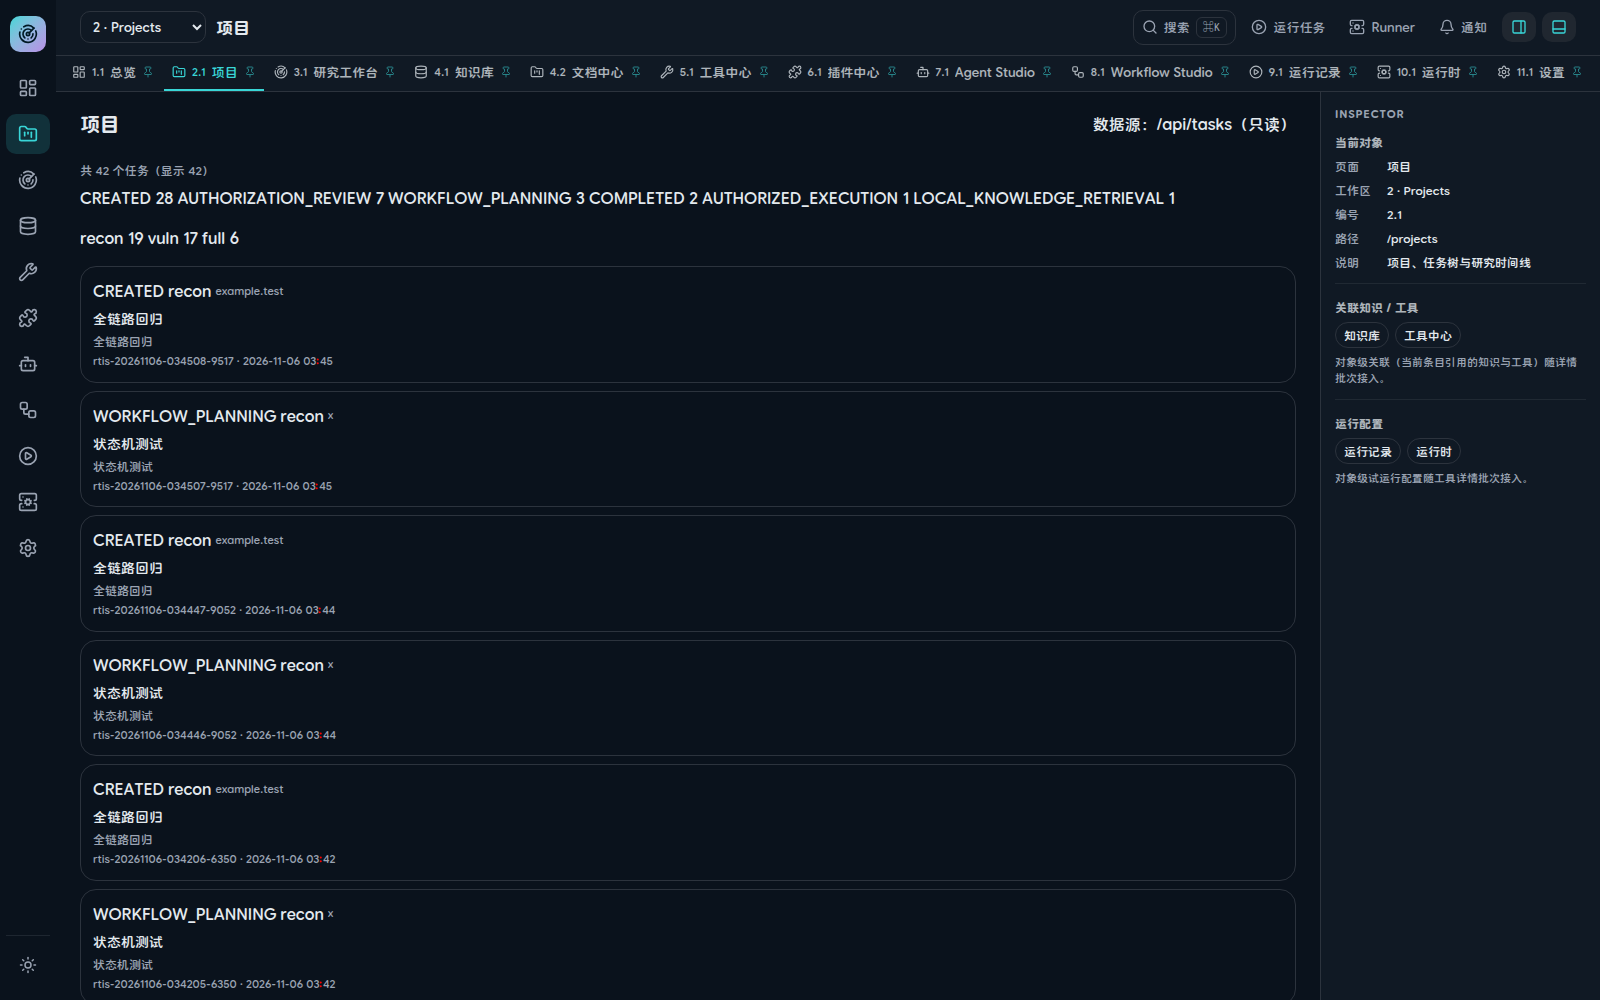 2 · Projects 项目 搜索 ⌘K 运行任务 Runner 通知
1.1 总览 2.1 项目 3.1 研究工作台 4.1 知识库 4.2 文档中心 5.1 工具中心 6.1 插件中心 7.1 Agent Studio 8.1 Workflow Studio 9.1 运行记录 10.1 运行时 11.1 设置
项目 数据源：/api/tasks（只读）
共 42 个任务（显示 42）
CREATED 28 AUTHORIZATION_REVIEW 7 WORKFLOW_PLANNING 3 COMPLETED 2 AUTHORIZED_EXECUTION 1 LOCAL_KNOWLEDGE_RETRIEVAL 1
recon 19 vuln 17 full 6
CREATED recon example.test
全链路回归
全链路回归
rtis-20261106-034508-9517 · 2026-11-06 03:45
WORKFLOW_PLANNING recon x
状态机测试
状态机测试
rtis-20261106-034507-9517 · 2026-11-06 03:45
CREATED recon example.test
全链路回归
全链路回归
rtis-20261106-034447-9052 · 2026-11-06 03:44
WORKFLOW_PLANNING recon x
状态机测试
状态机测试
rtis-20261106-034446-9052 · 2026-11-06 03:44
CREATED recon example.test
全链路回归
全链路回归
rtis-20261106-034206-6350 · 2026-11-06 03:42
WORKFLOW_PLANNING recon x
状态机测试
状态机测试
rtis-20261106-034205-6350 · 2026-11-06 03:42
INSPECTOR
当前对象
页面 项目
工作区 2 · Projects
编号 2.1
路径 /projects
说明 项目、任务树与研究时间线
关联知识 / 工具
知识库 工具中心
对象级关联（当前条目引用的知识与工具）随详情
批次接入。
运行配置
运行记录 运行时
对象级试运行配置随工具详情批次接入。